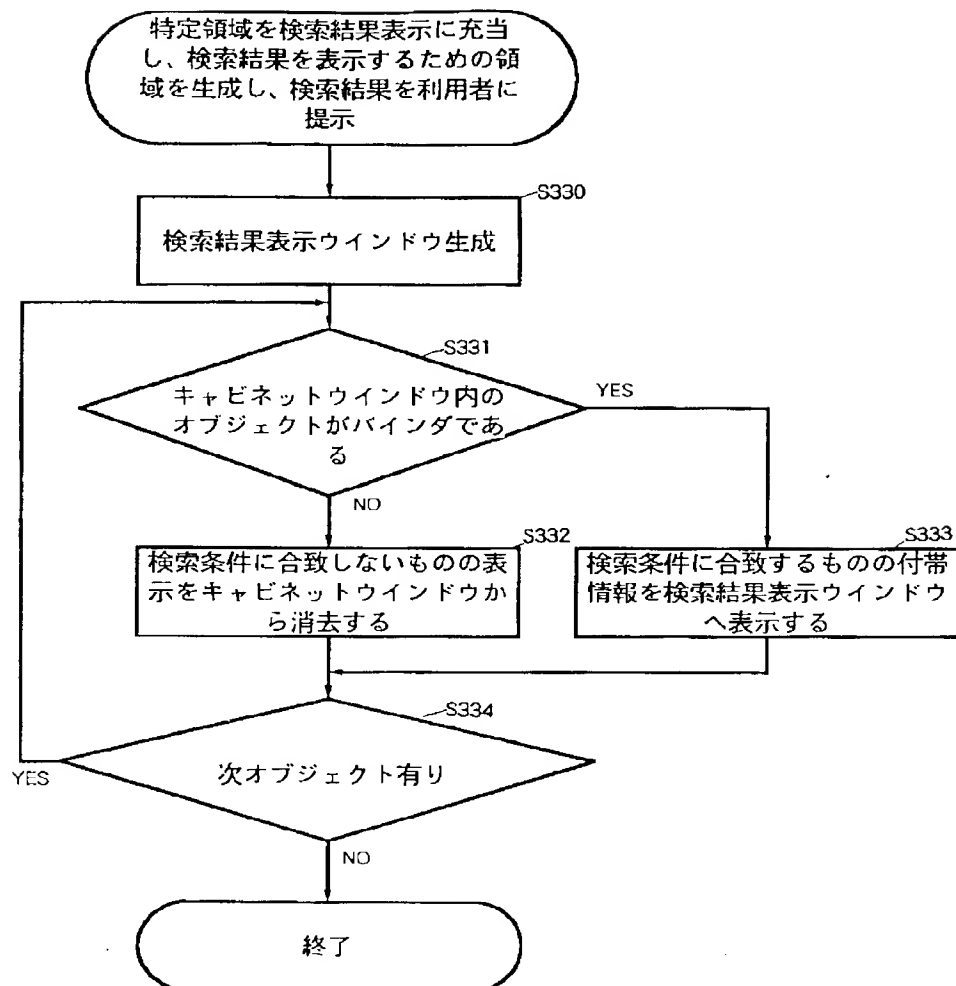 特定領域を検索結果表示に充当
し、検索結果を表示するための領
域を生成し、検索結果を利用者に
提示
S330
検索結果表示ウインドウ生成
S331
キャビネットウインドウ内の
オブジェクトがバインダであ
る
YES
NO
S332
検索条件に合致しないものの表
示をキャビネットウインドウか
ら消去する
S333
検索条件に合致するものの付帯
情報を検索結果表示ウインドウ
へ表示する
S334
次オブジェクト有り
YES
NO
終了